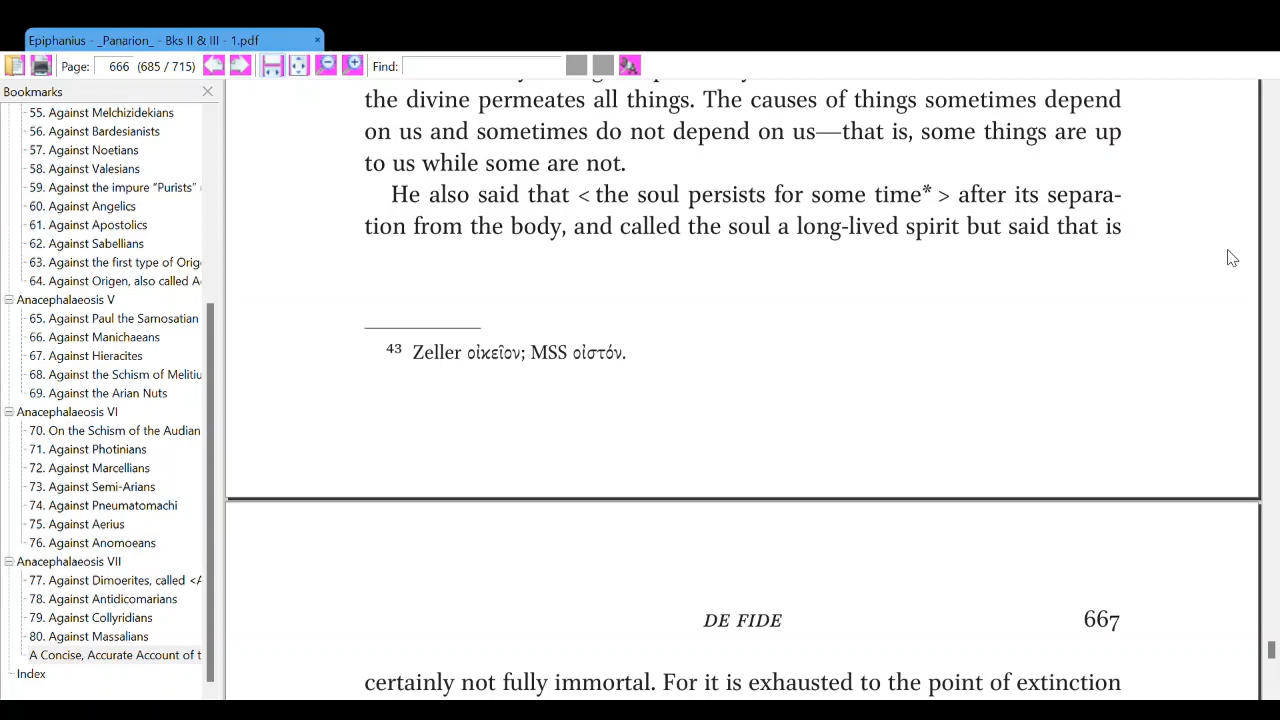 Epiphanius - _Panarion_ - Bks II & III - 1.pdf ×
Page: 666 (685 / 715) Find:
Bookmarks
55. Against Melchizidekians
56. Against Bardesianists
57. Against Noetians
58. Against Valesians
59. Against the impure "Purists"
60. Against Angelics
61. Against Apostolics
62. Against Sabellians
63. Against the first type of Orig
64. Against Origen, also called A
Anacephalaeosis V
65. Against Paul the Samosatian
66. Against Manichaeans
67. Against Hieracites
68. Against the Schism of Melitiu
69. Against the Arian Nuts
Anacephalaeosis VI
70. On the Schism of the Audian
71. Against Photinians
72. Against Marcellians
73. Against Semi-Arians
74. Against Pneumatomachi
75. Against Aerius
76. Against Anomoeans
Anacephalaeosis VII
77. Against Dimoerites, called <A
78. Against Antidicomarians
79. Against Collyridians
80. Against Massalians
A Concise, Accurate Account of t
Index
the divine permeates all things. The causes of things sometimes depend
on us and sometimes do not depend on us—that is, some things are up
to us while some are not.
He also said that < the soul persists for some time* > after its separa-
tion from the body, and called the soul a long-lived spirit but said that is
43 Zeller οἰκεῖον; MSS οἰστόν.
DE FIDE 667
certainly not fully immortal. For it is exhausted to the point of extinction